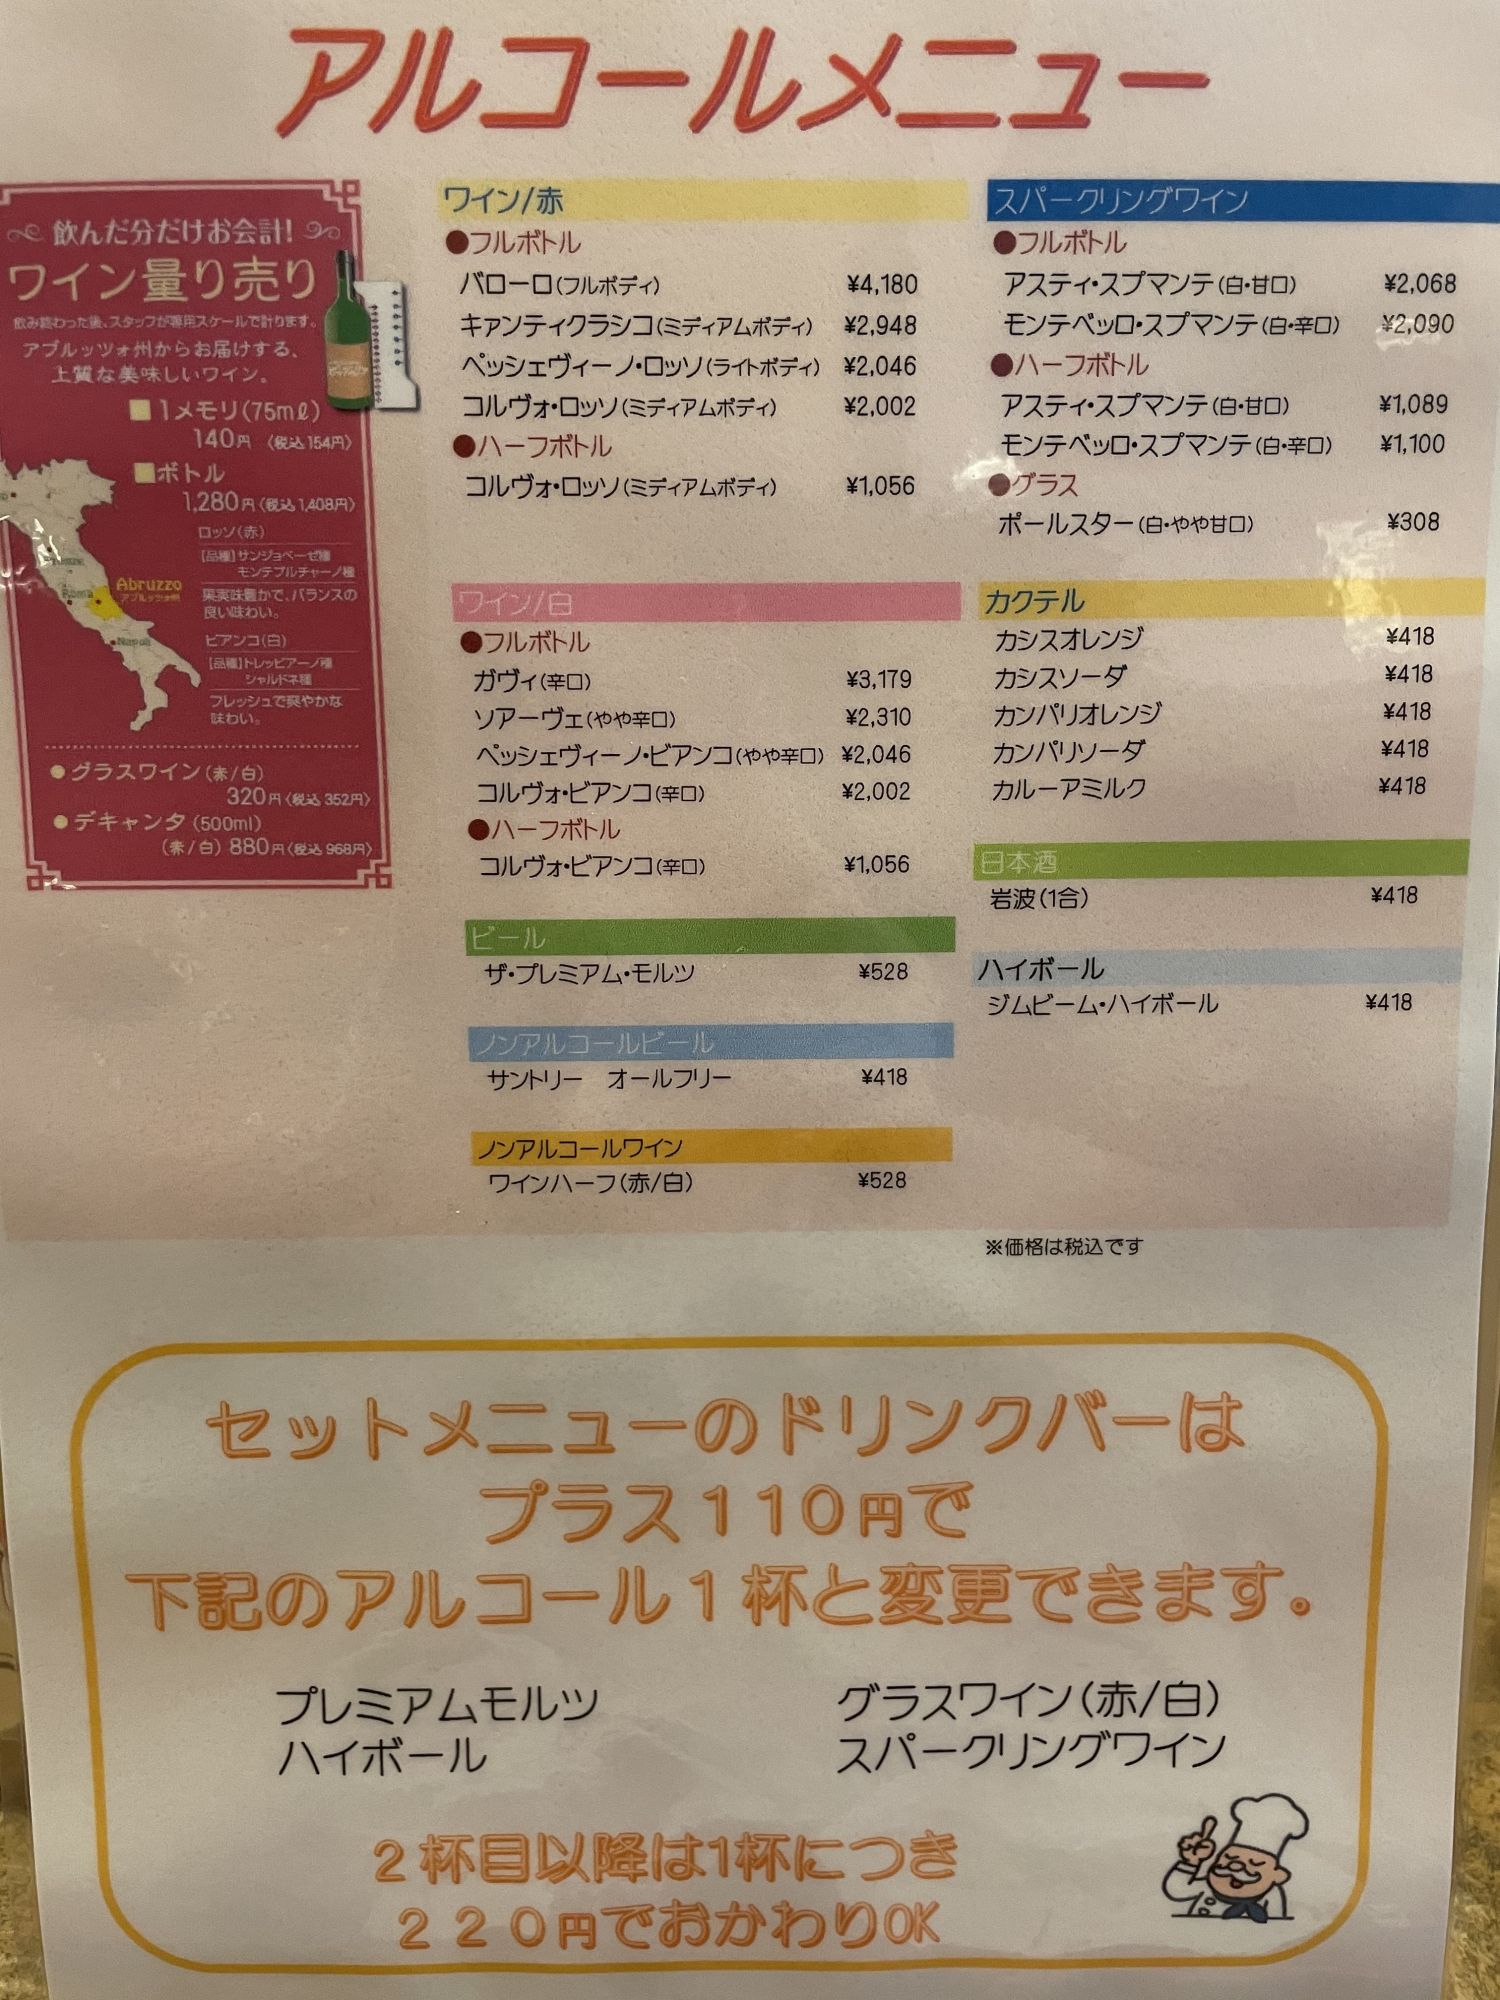 アルコールメニュー
飲んだ分だけお会計!
ワイン量り売り
飲み終わった後、スタッフが専用スケールで計ります。
アブルッツォ州からお届けする、
上質な美味しいワイン。
1メモリ(75mℓ)
140円 〈税込154円〉
ボトル
1,280円〈税込1,408円〉
ロッソ(赤)
【品種】サンジョベーゼ種
モンテプルチャーノ種
果実味豊かで、バランスの
良い味わい。
ビアンコ(白)
【品種】トレッビアーノ種
シャルドネ種
フレッシュで爽やかな
味わい。
Abruzzo
アブルッツォ州
Roma
Napoli
●グラスワイン(赤/白)
320円〈税込352円〉
●デキャンタ(500ml)
(赤/白)880円〈税込968円〉
ワイン/赤
●フルボトル
バローロ(フルボディ) ¥4,180
キァンティクラシコ(ミディアムボディ) ¥2,948
ペッシェヴィーノ・ロッソ(ライトボディ) ¥2,046
コルヴォ・ロッソ(ミディアムボディ) ¥2,002
●ハーフボトル
コルヴォ・ロッソ(ミディアムボディ) ¥1,056
ワイン/白
●フルボトル
ガヴィ(辛口) ¥3,179
ソアーヴェ(やや辛口) ¥2,310
ペッシェヴィーノ・ビアンコ(やや辛口) ¥2,046
コルヴォ・ビアンコ(辛口) ¥2,002
●ハーフボトル
コルヴォ・ビアンコ(辛口) ¥1,056
ビール
ザ・プレミアム・モルツ ¥528
ノンアルコールビール
サントリー オールフリー ¥418
ノンアルコールワイン
ワインハーフ(赤/白) ¥528
スパークリングワイン
●フルボトル
アスティ・スプマンテ(白・甘口) ¥2,068
モンテベッロ・スプマンテ(白・辛口) ¥2,090
●ハーフボトル
アスティ・スプマンテ(白・甘口) ¥1,089
モンテベッロ・スプマンテ(白・辛口) ¥1,100
●グラス
ポールスター(白・やや甘口) ¥308
カクテル
カシスオレンジ ¥418
カシスソーダ ¥418
カンパリオレンジ ¥418
カンパリソーダ ¥418
カルーアミルク ¥418
日本酒
岩波(1合) ¥418
ハイボール
ジムビーム・ハイボール ¥418
※価格は税込です
セットメニューのドリンクバーは
プラス110円で
下記のアルコール1杯と変更できます。
プレミアムモルツ グラスワイン(赤/白)
ハイボール スパークリングワイン
2杯目以降は1杯につき
220円でおかわりOK